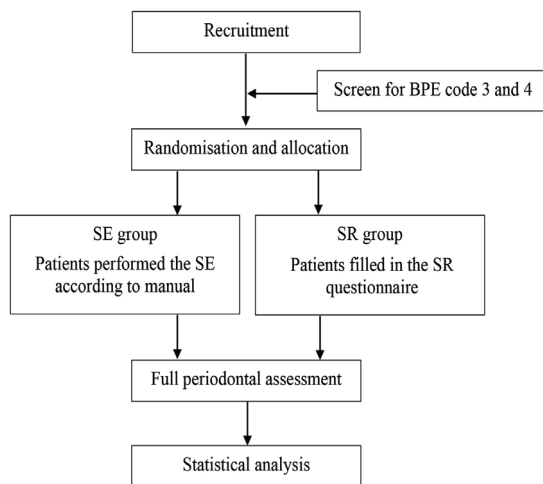 Recruitment
Screen for BPE code 3 and 4
Randomisation and allocation
SE group
Patients performed the SE
according to manual
SR group
Patients filled in the SR
questionnaire
Full periodontal assessment
Statistical analysis